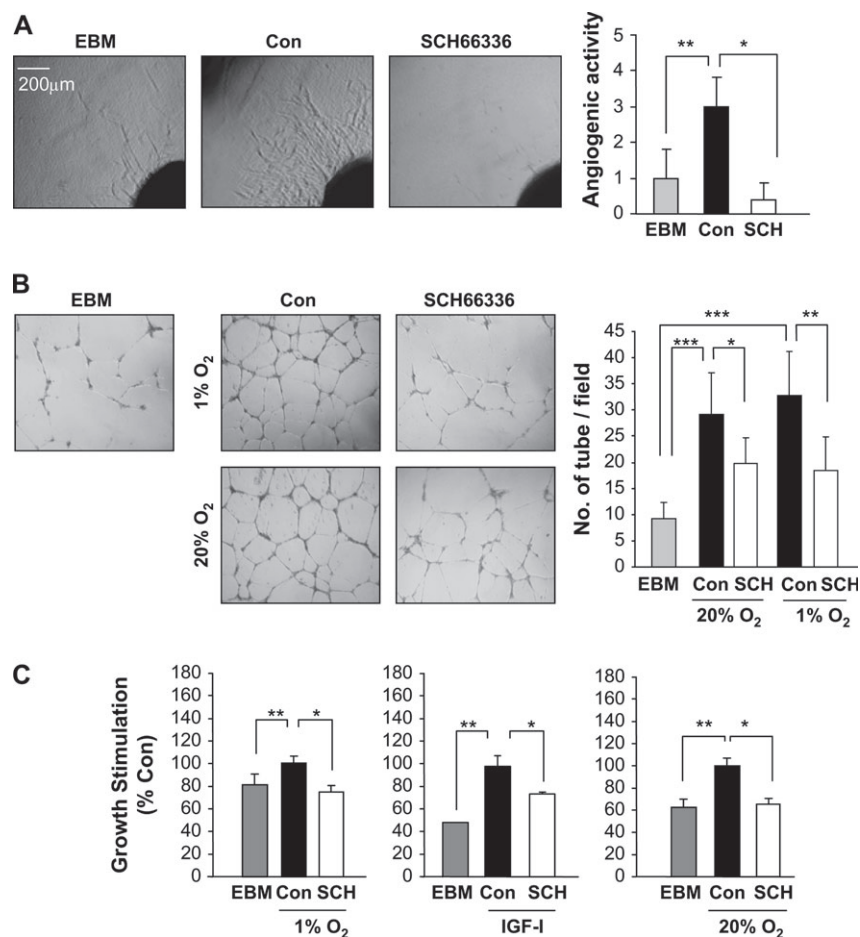 A
EBM
Con
SCH66336
200μm
Angiogenic activity
5
4
3
2
1
0
**
*
EBM Con SCH
B
EBM
Con
SCH66336
1% O2
20% O2
No. of tube / field
45
40
35
30
25
20
15
10
5
0
***
**
***
*
EBM
Con SCH
Con SCH
20% O2
1% O2
C
Growth Stimulation
(% Con)
180
160
140
120
100
80
60
40
20
0
**
*
EBM Con SCH
1% O2
180
160
140
120
100
80
60
40
20
0
**
*
EBM Con SCH
IGF-I
180
160
140
120
100
80
60
40
20
0
**
*
EBM Con SCH
20% O2